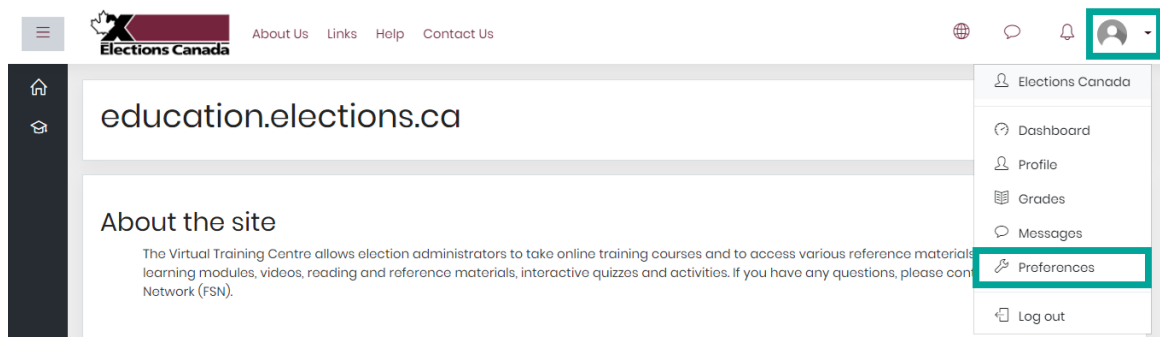 Elections Canada
About Us Links Help Contact Us
Elections Canada
education.elections.ca
Dashboard
Profile
Grades
Messages
Preferences
Log out
About the site
The Virtual Training Centre allows election administrators to take online training courses and to access various reference materials
learning modules, videos, reading and reference materials, interactive quizzes and activities. If you have any questions, please
Network (FSN).